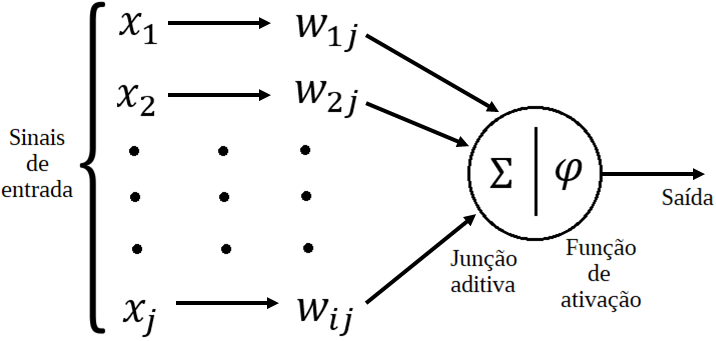 x1 w1j
x2 w2j
Sinais
de
entrada
Σ φ
Saída
Junção
aditiva
Função
de
ativação
xj wij